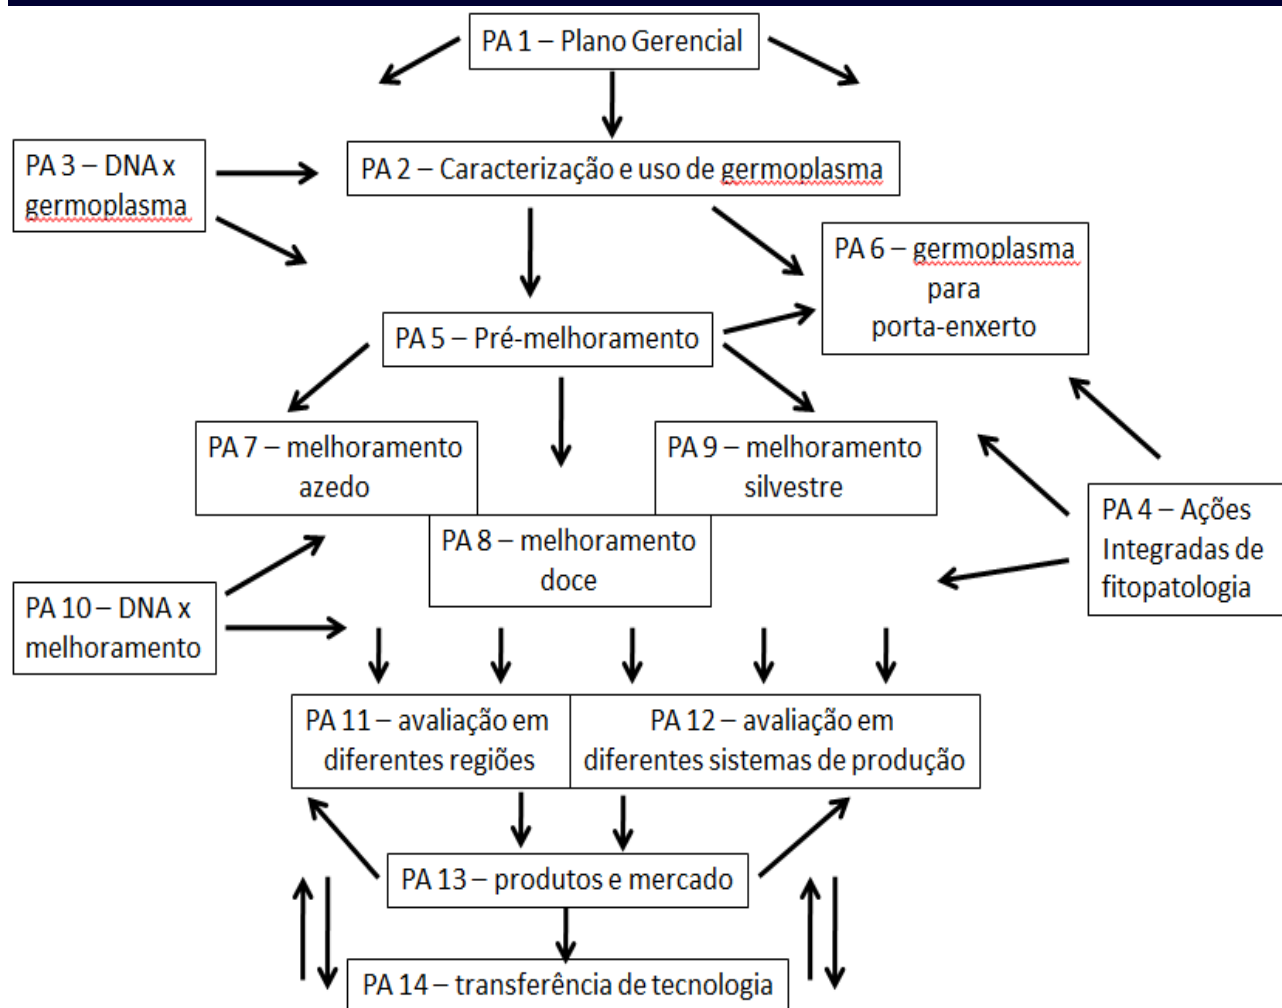 PA 1 – Plano Gerencial
PA 3 – DNA x
germoplasma
PA 2 – Caracterização e uso de germoplasma
PA 6 – germoplasma
para
porta-enxerto
PA 5 – Pré-melhoramento
PA 7 – melhoramento
azedo
PA 9 – melhoramento
silvestre
PA 4 – Ações
Integradas de
fitopatologia
PA 8 – melhoramento
doce
PA 10 – DNA x
melhoramento
PA 11 – avaliação em
diferentes regiões
PA 12 – avaliação em
diferentes sistemas de produção
PA 13 – produtos e mercado
PA 14 – transferência de tecnologia